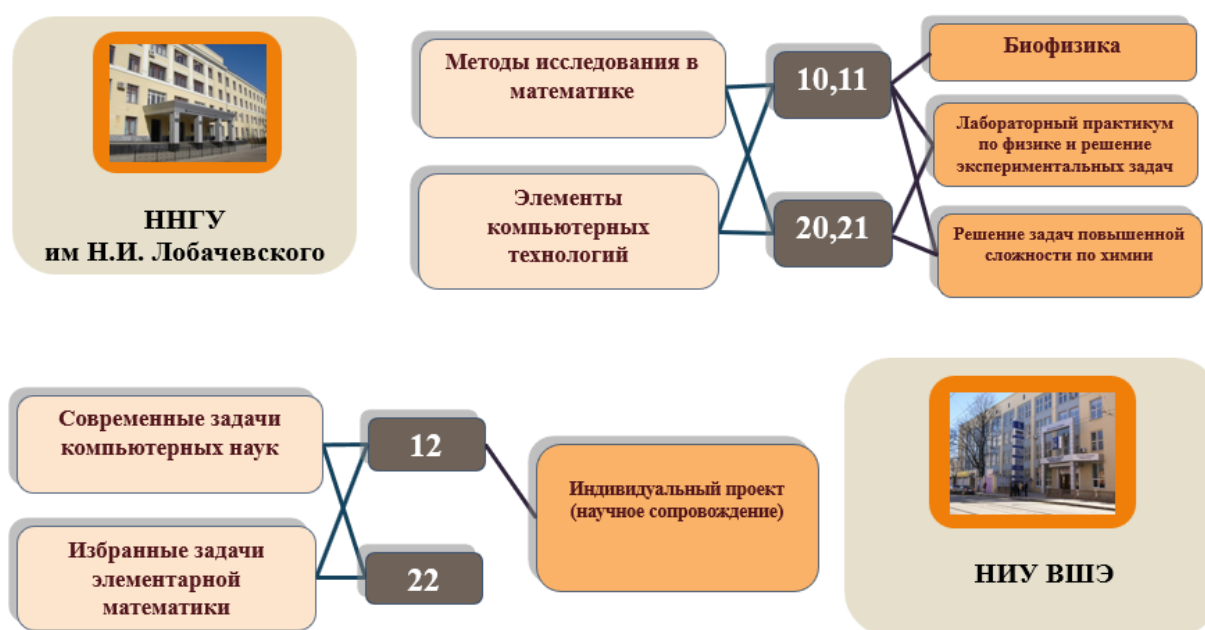 ННГУ
им Н.И. Лобачевского
Методы исследования в
математике
Элементы
компьютерных
технологий
10,11
20,21
Биофизика
Лабораторный практикум
по физике и решение
экспериментальных задач
Решение задач повышенной
сложности по химии
Современные задачи
компьютерных наук
Избранные задачи
элементарной
математики
12
22
Индивидуальный проект
(научное сопровождение)
НИУ ВШЭ